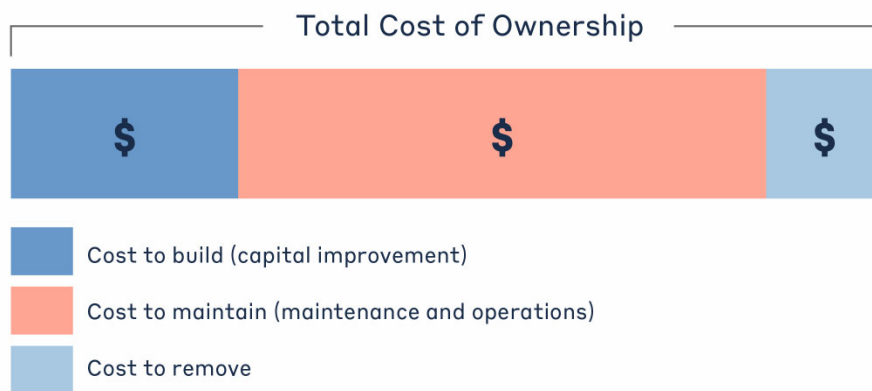 Total Cost of Ownership
$ $ $
Cost to build (capital improvement)
Cost to maintain (maintenance and operations)
Cost to remove